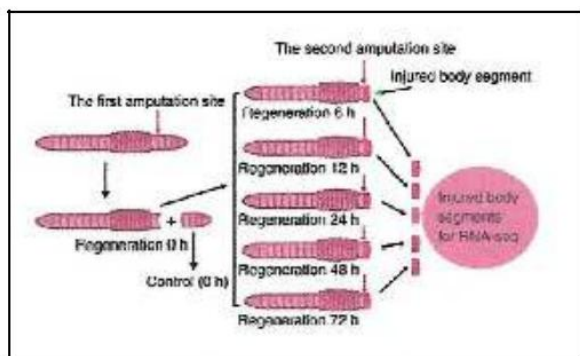 The second amputation site
Injured body segment
The first amputation site
Regeneration 6 h
Regeneration 12 h
Regeneration 0 h
+
Control (0 h)
Regeneration 24 h
Regeneration 48 h
Regeneration 72 h
Injured body
segments
for RNA-seq